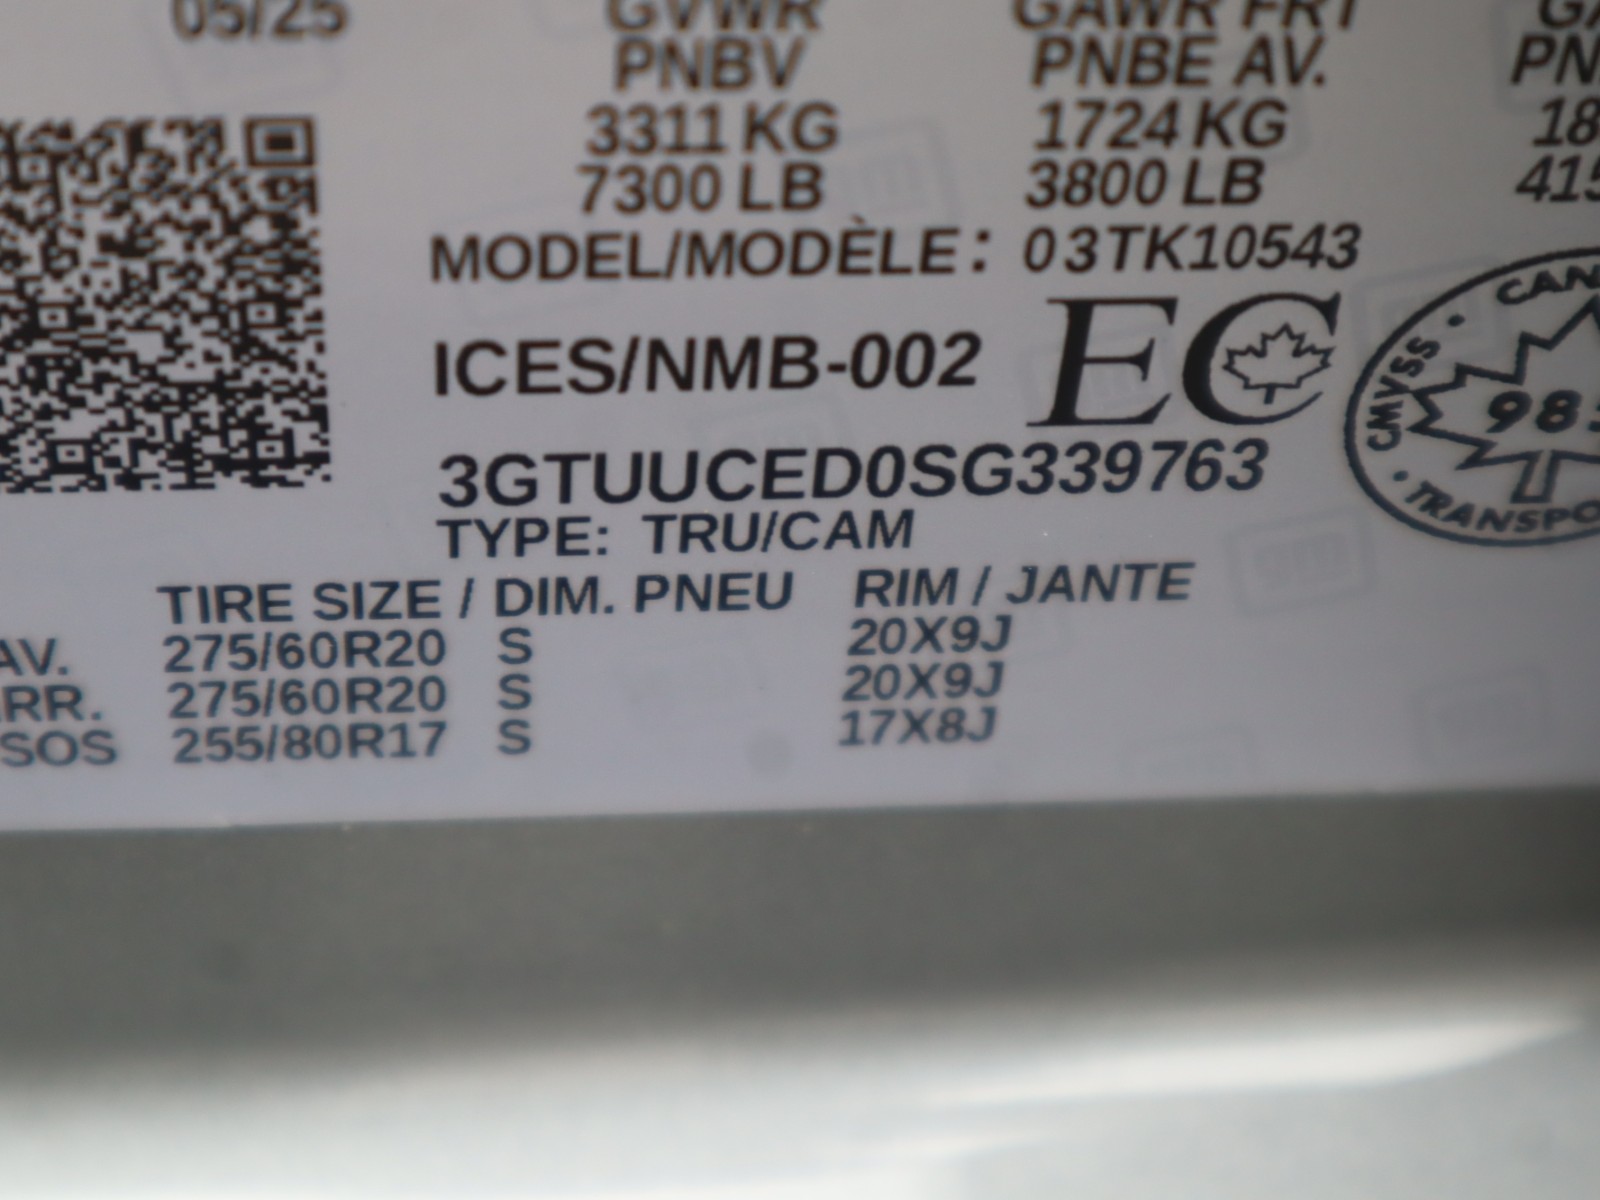 05/25
GVWR GAWR FRT
PNBV PNBE AV.
3311 KG 1724 KG
7300 LB 3800 LB
MODEL/MODÈLE: 03TK10543
ICES/NMB-002 EC
CMVSS
3GTUUCED0SG339763
TYPE: TRU/CAM
TIRE SIZE / DIM. PNEU RIM / JANTE
AV. 275/60R20 S 20X9J
RR. 275/60R20 S 20X9J
SOS 255/80R17 S 17X8J